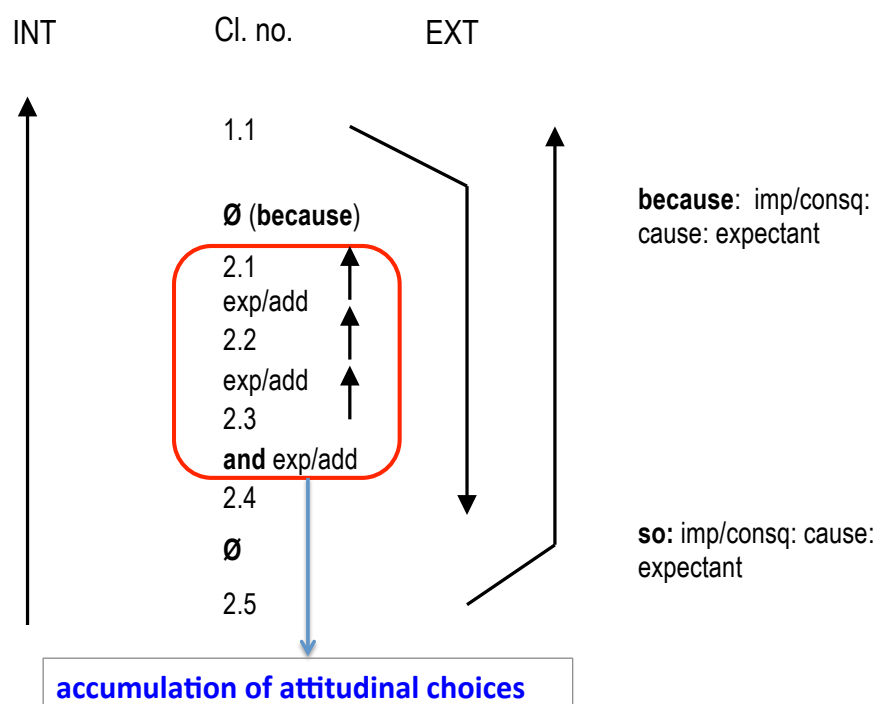 INT Cl. no. EXT
1.1
Ø (because)
because: imp/consq:
cause: expectant
2.1
exp/add
2.2
exp/add
2.3
and exp/add
2.4
Ø
so: imp/consq: cause:
expectant
2.5
accumulation of attitudinal choices